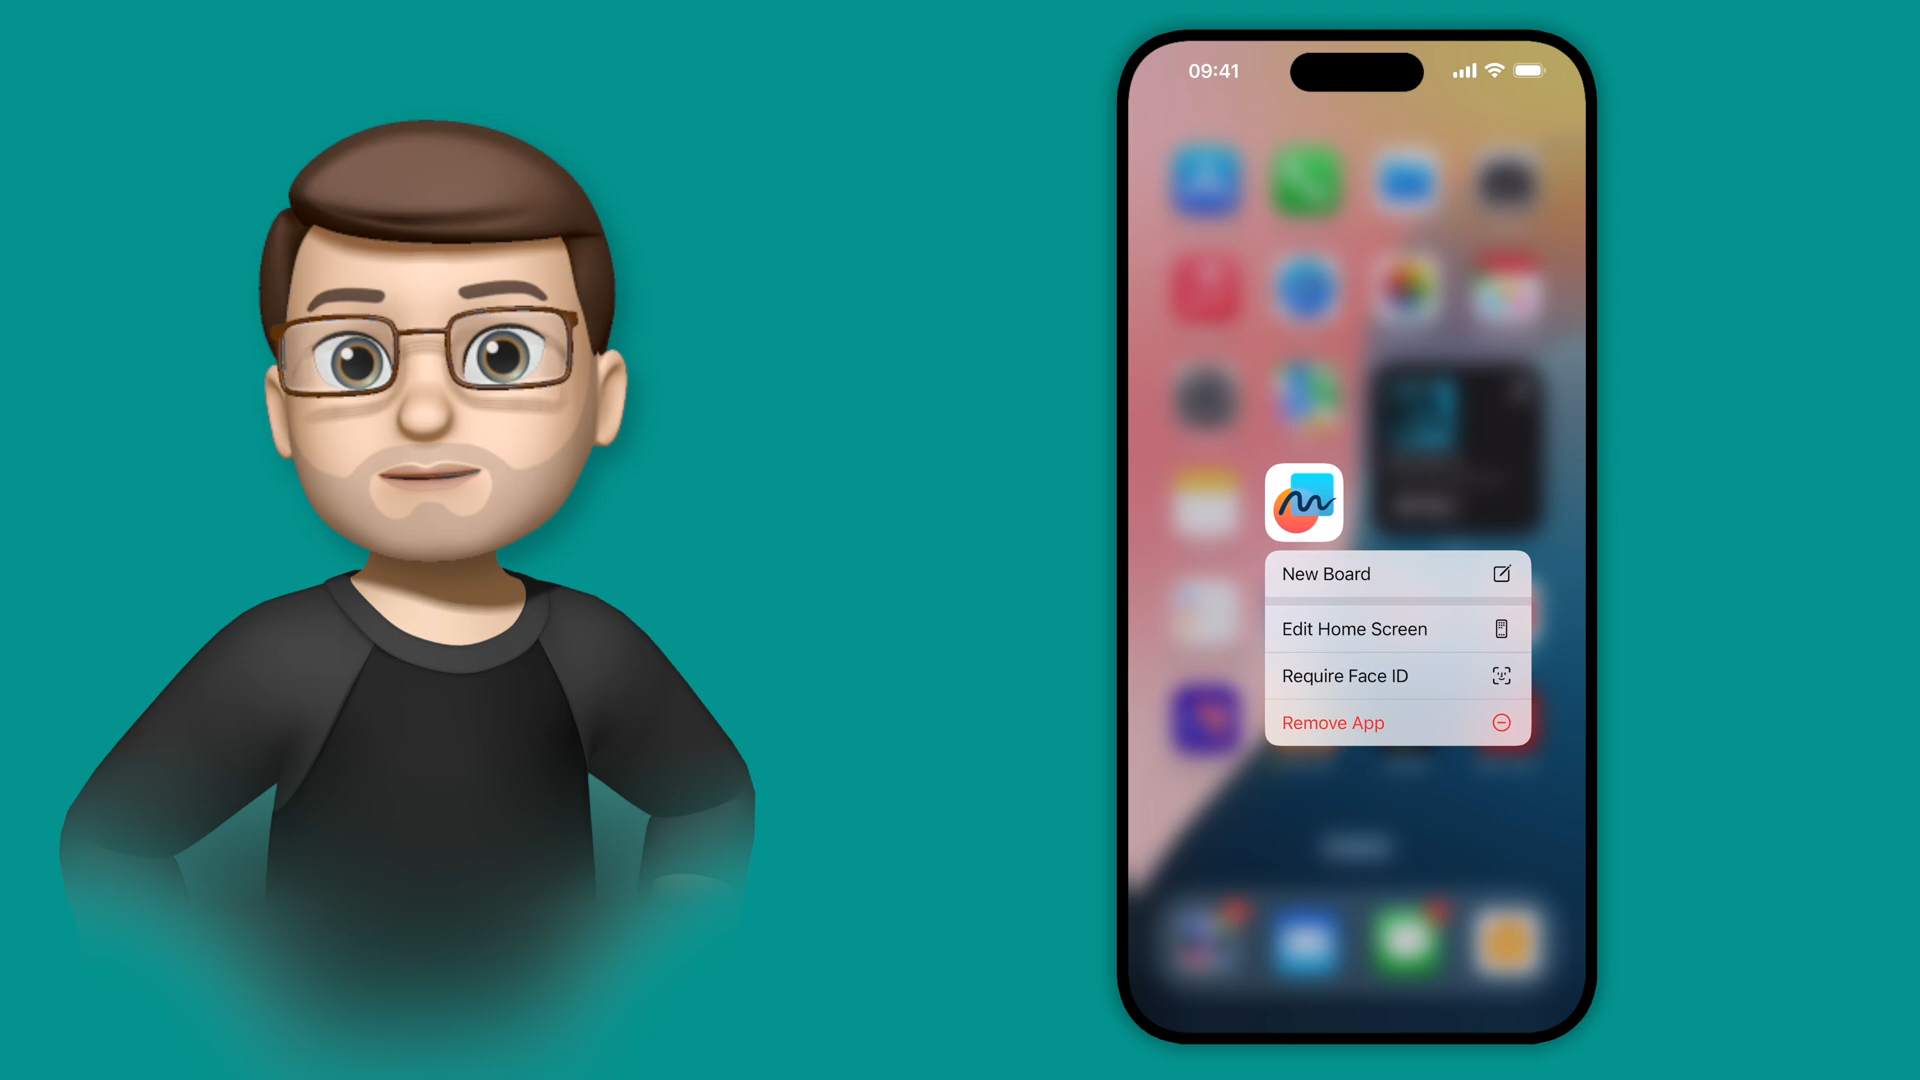 09:41
New Board
Edit Home Screen
Require Face ID
Remove App